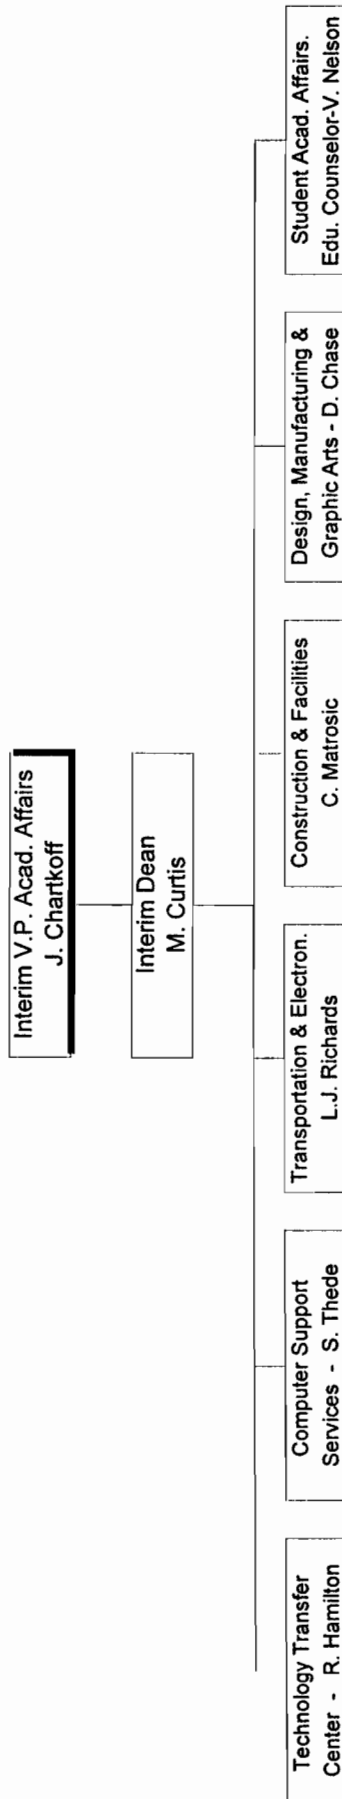 Interim V.P. Acad. Affairs
J. Chartkoff
Interim Dean
M. Curtis
Technology Transfer
Center - R. Hamilton
Computer Support
Services - S. Thede
Transportation & Electron.
L.J. Richards
Construction & Facilities
C. Matrosic
Design, Manufacturing &
Graphic Arts - D. Chase
Student Acad. Affairs.
Edu. Counselor-V. Nelson